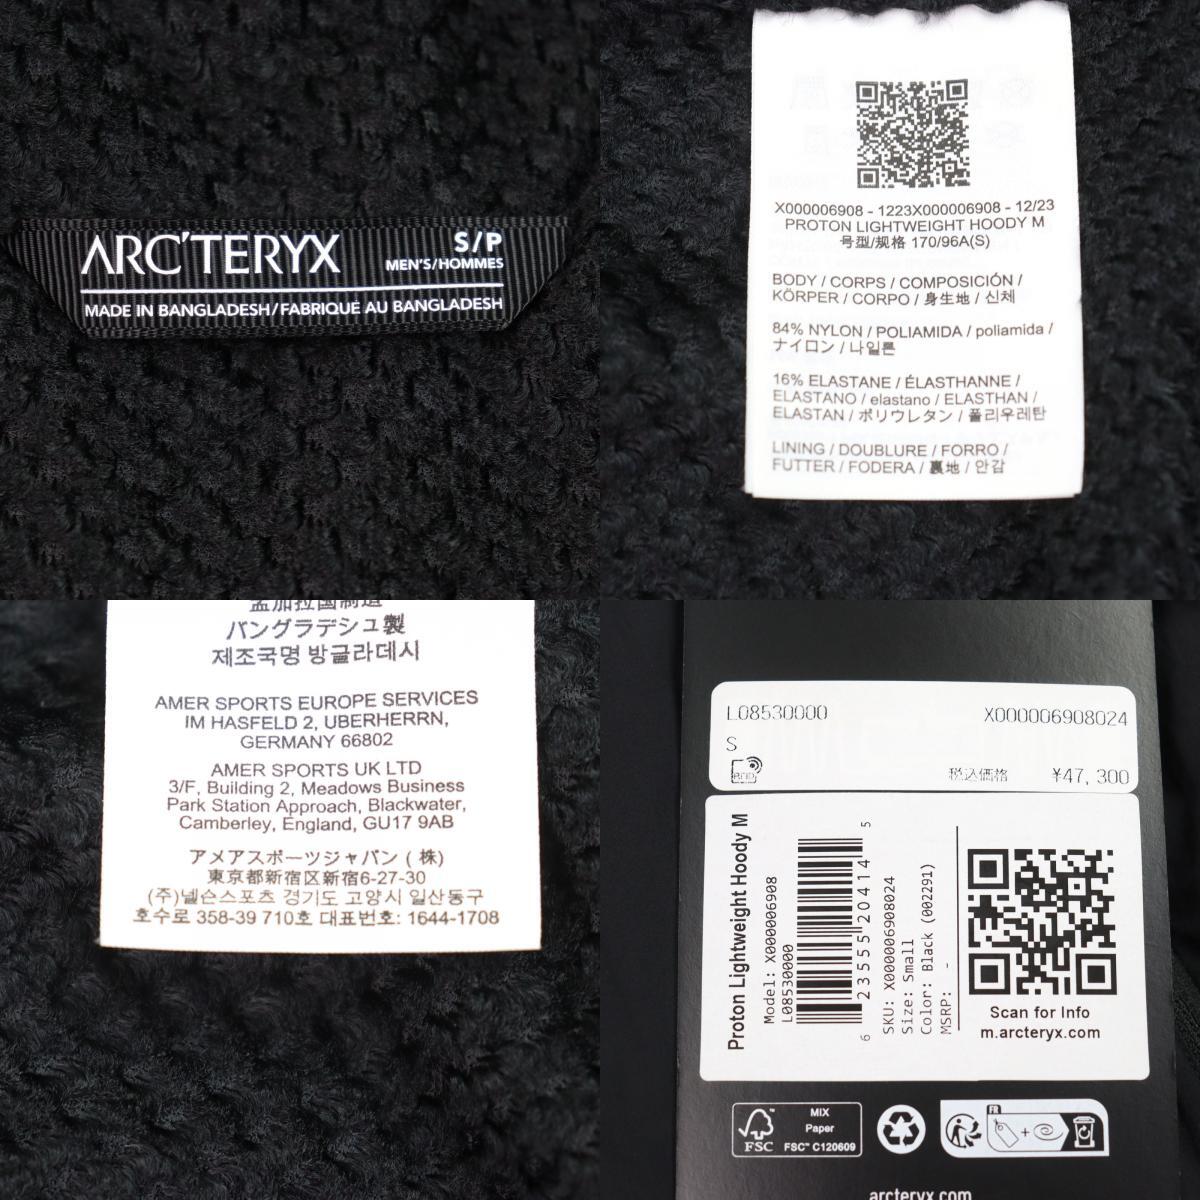 ARC'TERYX
S/P
MEN'S/HOMMES
MADE IN BANGLADESH/FABRIQUÉ AU BANGLADESH
X000006908 - 1223X000006908 - 12/23
PROTON LIGHTWEIGHT HOODY M
号型/规格 170/96A(S)
BODY / CORPS / COMPOSICIÓN /
KÖRPER / CORPO / 身生地 / 신체
84% NYLON / POLIAMIDA / poliamida /
ナイロン / 나일론
16% ELASTANE / ÉLASTHANNE /
ELASTANO / elastano / ELASTHAN /
ELASTAN / ポリウレタン / 폴리우레탄
LINING / DOUBLURE / FORRO /
FUTTER / FODERA / 裏地 / 안감
孟加拉国制造
バングラデシュ製
제조국명 방글라데시
AMER SPORTS EUROPE SERVICES
IM HASFELD 2, UBERHERRN,
GERMANY 66802
AMER SPORTS UK LTD
3/F, Building 2, Meadows Business
Park Station Approach, Blackwater,
Camberley, England, GU17 9AB
アメアスポーツジャパン ( 株)
東京都新宿区新宿6-27-30
(주)넬슨스포츠 경기도 고양시 일산동구
호수로 358-39 710호 대표번호: 1644-1708
L08530000 X000006908024
S
RFID
税込価格 ¥47,300
Proton Lightweight Hoody M
Model: X000006908
L08530000
6 23555 20414 5
SKU: X000006908024
Size: Small
Color: Black (002291)
MSRP: -
Scan for Info
m.arcteryx.com
FSC
MIX
Paper
FSC™ C120609
FR
arcteryx.com